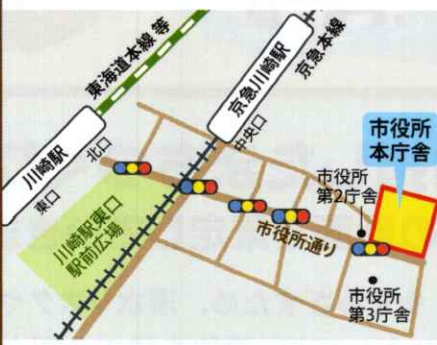 東海道本線 等
京急本線
川崎駅
京急川崎駅
北口
東口
中央口
川崎駅東口
駅前広場
市役所通り
市役所
本庁舎
市役所
第2庁舎
市役所
第3庁舎